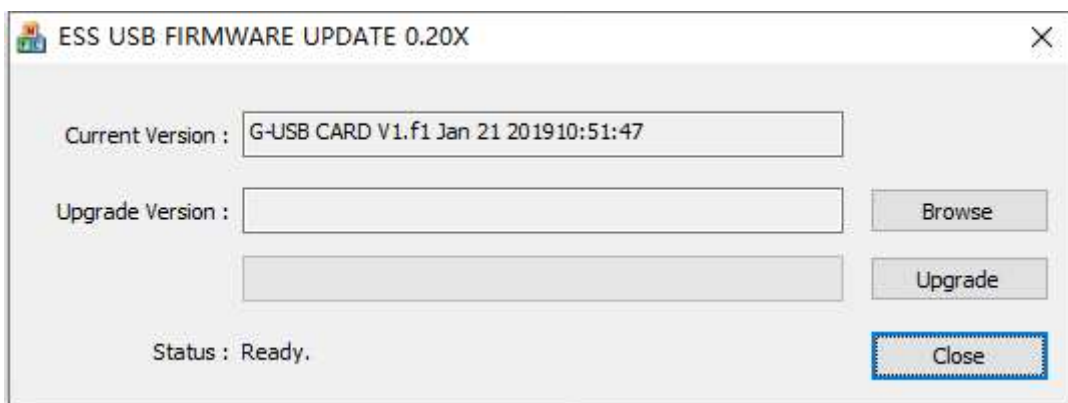 ESS USB FIRMWARE UPDATE 0.20X
Current Version : G-USB CARD V1.f1 Jan 21 201910:51:47
Upgrade Version : Browse
Upgrade
Status : Ready. Close